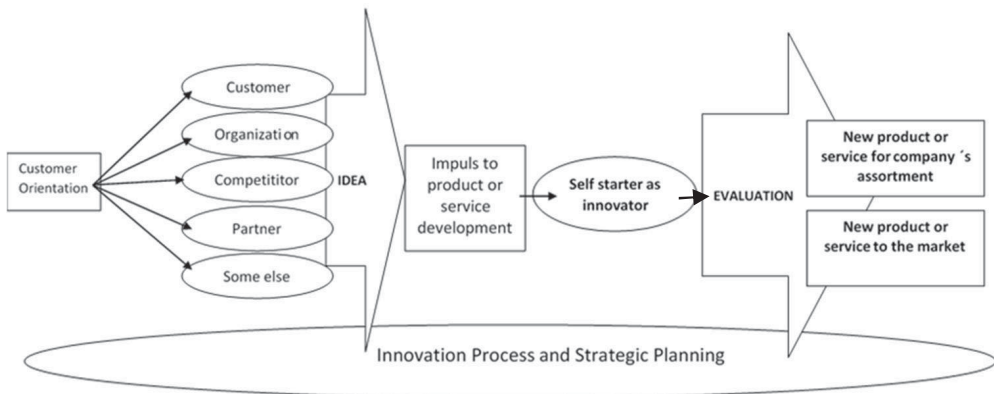 Customer
Orientation
Customer
Organization
Competititor
Partner
Some else
IDEA
Impuls to
product or
service
development
Self starter as
innovator
EVALUATION
New product or
service for company ´s
assortment
New product or
service to the market
Innovation Process and Strategic Planning